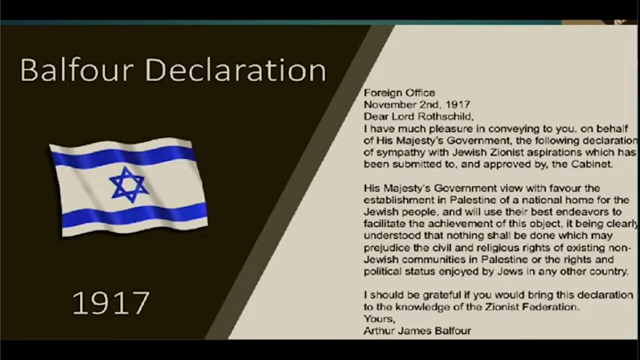 Balfour Declaration
1917
Foreign Office
November 2nd, 1917
Dear Lord Rothschild,
I have much pleasure in conveying to you, on behalf
of His Majesty's Government, the following declaration
of sympathy with Jewish Zionist aspirations which has
been submitted to, and approved by, the Cabinet.
His Majesty's Government view with favour the
establishment in Palestine of a national home for the
Jewish people, and will use their best endeavors to
facilitate the achievement of this object, it being clearly
understood that nothing shall be done which may
prejudice the civil and religious rights of existing non-
Jewish communities in Palestine or the rights and
political status enjoyed by Jews in any other country.
I should be grateful if you would bring this declaration
to the knowledge of the Zionist Federation.
Yours,
Arthur James Balfour